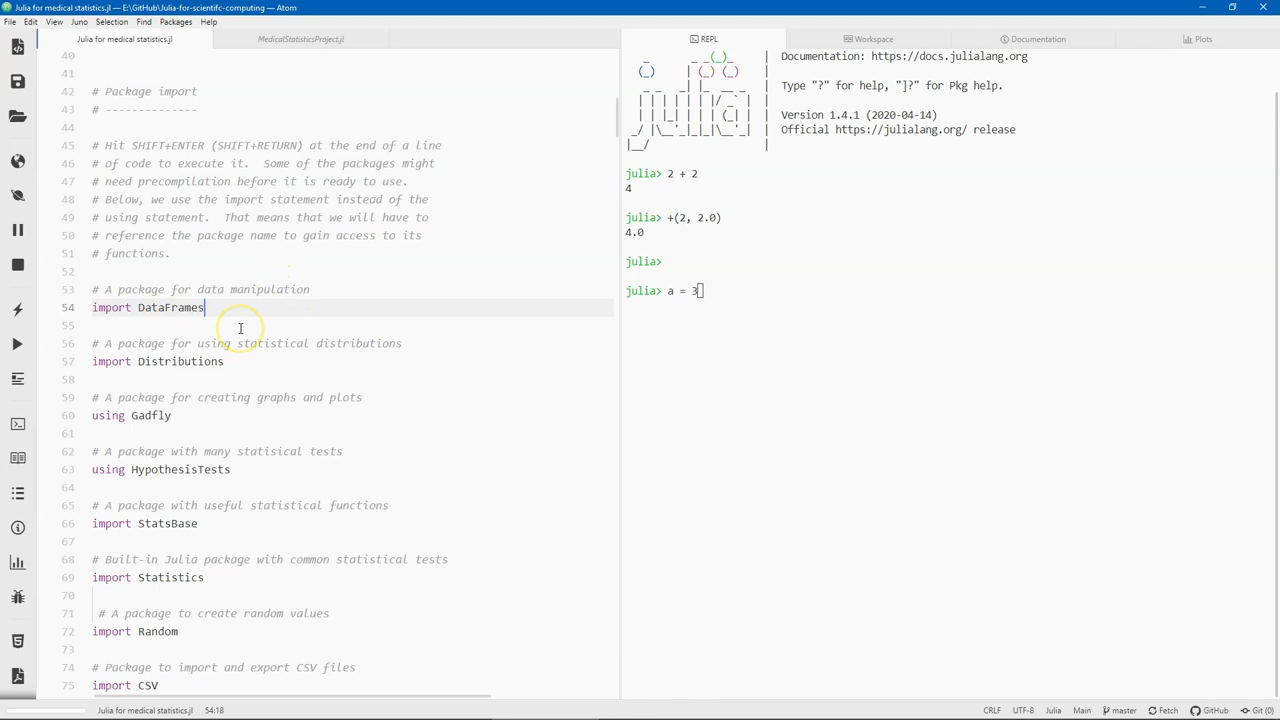 Julia for medical statistics.jl — E:\GitHub\Julia-for-scientifc-computing — Atom
File Edit View Juno Selection Find Packages Help
Julia for medical statistics.jl
MedicalStatisticsProject.jl
REPL
Workspace
Documentation
Plots
40
41
42 # Package import
43 # --------------
44
45 # Hit SHIFT+ENTER (SHIFT+RETURN) at the end of a line
46 # of code to execute it.  Some of the packages might
47 # need precompilation before it is ready to use.
48 # Below, we use the import statement instead of the
49 # using statement.  That means that we will have to
50 # reference the package name to gain access to its
51 # functions.
52
53 # A package for data manipulation
54 import DataFrames
55
56 # A package for using statistical distributions
57 import Distributions
58
59 # A package for creating graphs and plots
60 using Gadfly
61
62 # A package with many statisical tests
63 using HypothesisTests
64
65 # A package with useful statistical functions
66 import StatsBase
67
68 # Built-in Julia package with common statistical tests
69 import Statistics
70
71 # A package to create random values
72 import Random
73
74 # Package to import and export CSV files
75 import CSV
Documentation: https://docs.julialang.org
Type "?" for help, "]?" for Pkg help.
Version 1.4.1 (2020-04-14)
Official https://julialang.org/ release
julia> 2 + 2
4
julia> +(2, 2.0)
4.0
julia>
julia> a = 3
Julia for medical statistics.jl 54:18
CRLF UTF-8 Julia Main master Fetch GitHub Git (0)